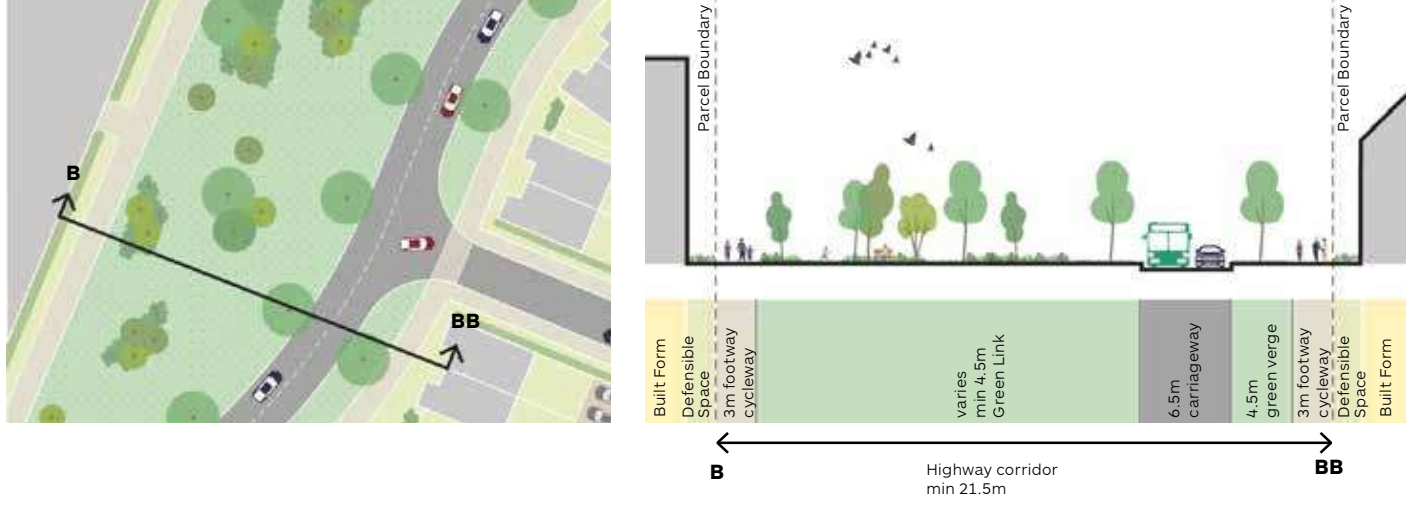 B
BB
Parcel Boundary
Parcel Boundary
Built Form
Defensible
Space
3m footway
cycleway
varies
min 4.5m
Green Link
6.5m
carriageway
4.5m
green verge
3m footway
cycleway
Defensible
Space
Built Form
B
BB
Highway corridor
min 21.5m